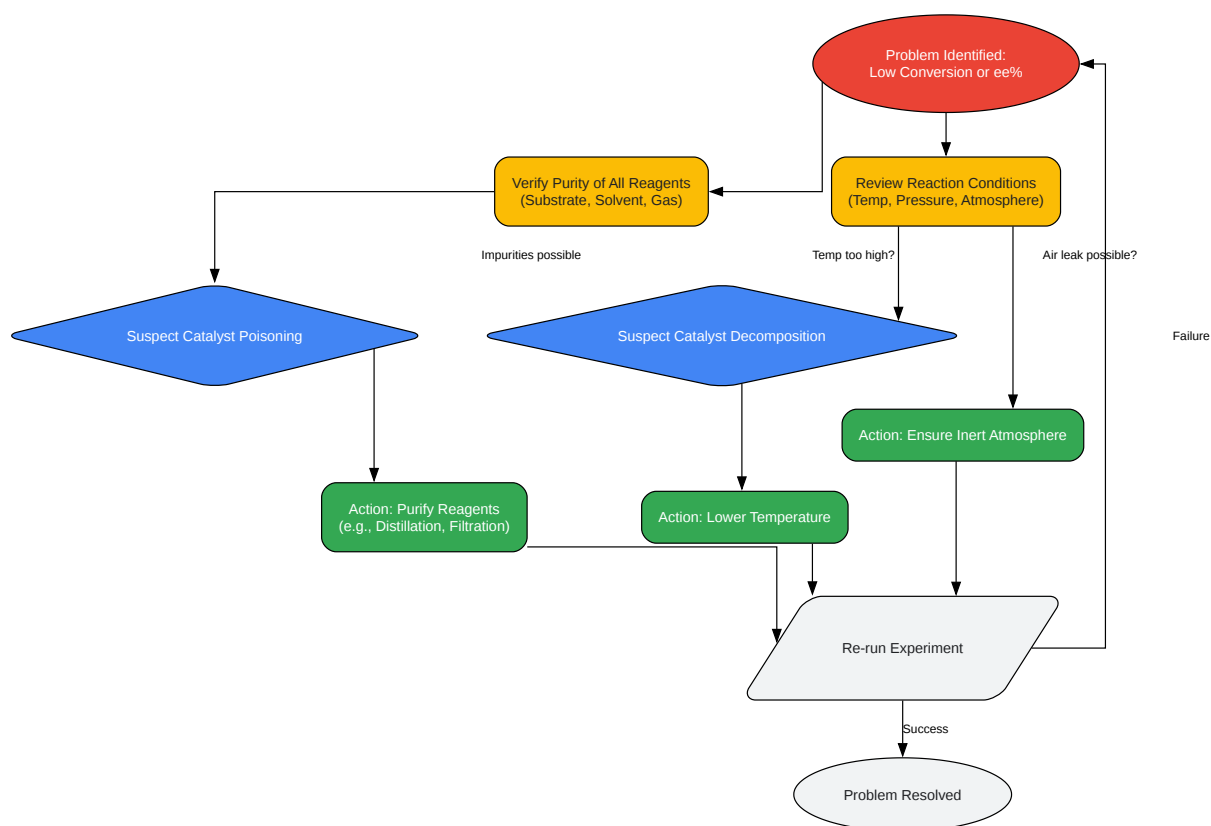 Problem Identified:
Low Conversion or ee%
Verify Purity of All Reagents
(Substrate, Solvent, Gas)
Review Reaction Conditions
(Temp, Pressure, Atmosphere)
Impurities possible
Temp too high?
Air leak possible?
Suspect Catalyst Poisoning
Suspect Catalyst Decomposition
Failure
Action: Ensure Inert Atmosphere
Action: Purify Reagents
(e.g., Distillation, Filtration)
Action: Lower Temperature
Re-run Experiment
Success
Problem Resolved